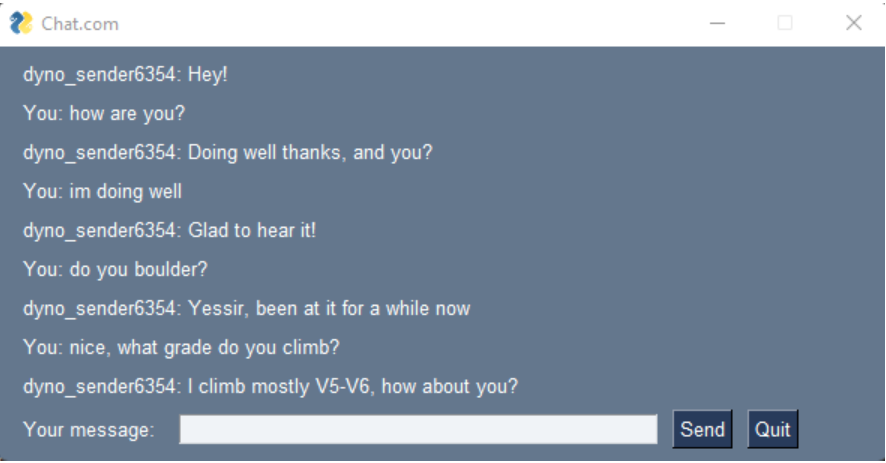 Chat.com
dyno_sender6354: Hey!
You: how are you?
dyno_sender6354: Doing well thanks, and you?
You: im doing well
dyno_sender6354: Glad to hear it!
You: do you boulder?
dyno_sender6354: Yessir, been at it for a while now
You: nice, what grade do you climb?
dyno_sender6354: I climb mostly V5-V6, how about you?
Your message: Send Quit